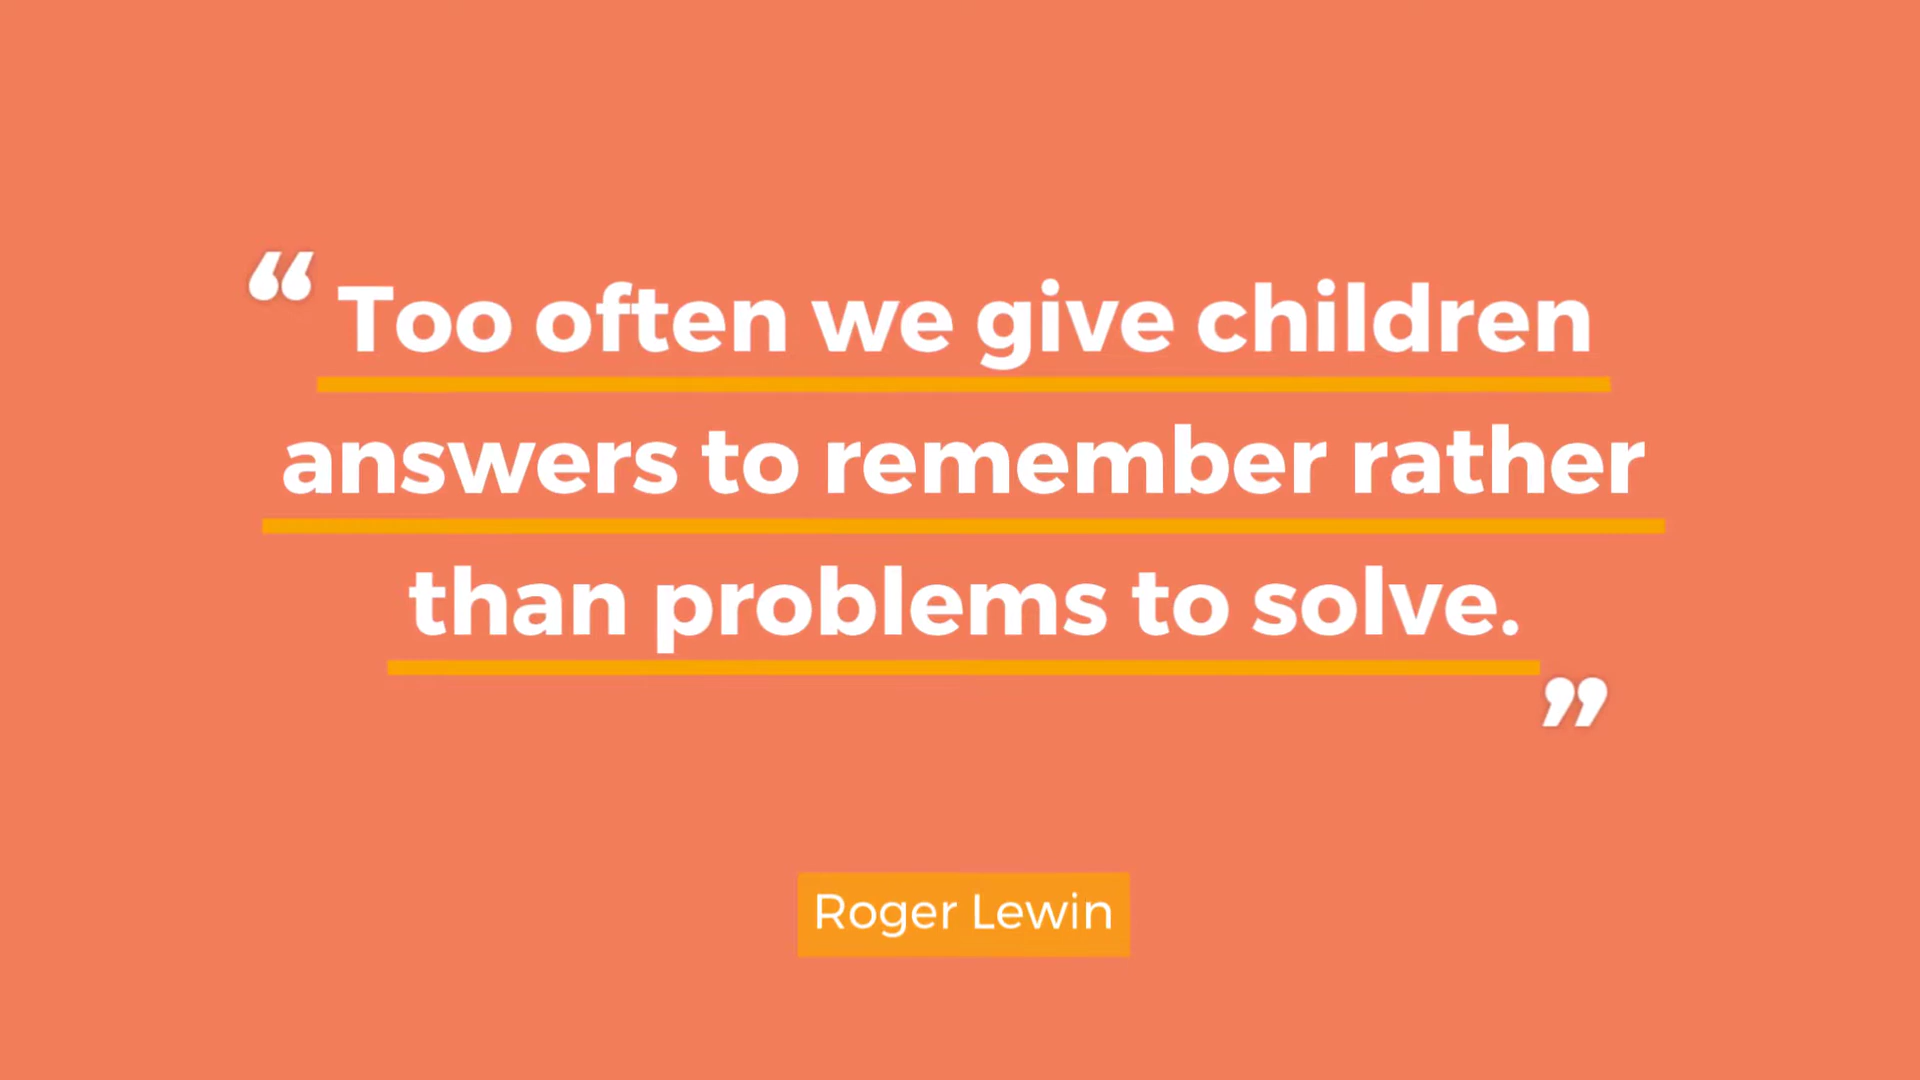 “Too often we give children
answers to remember rather
than problems to solve.”
Roger Lewin